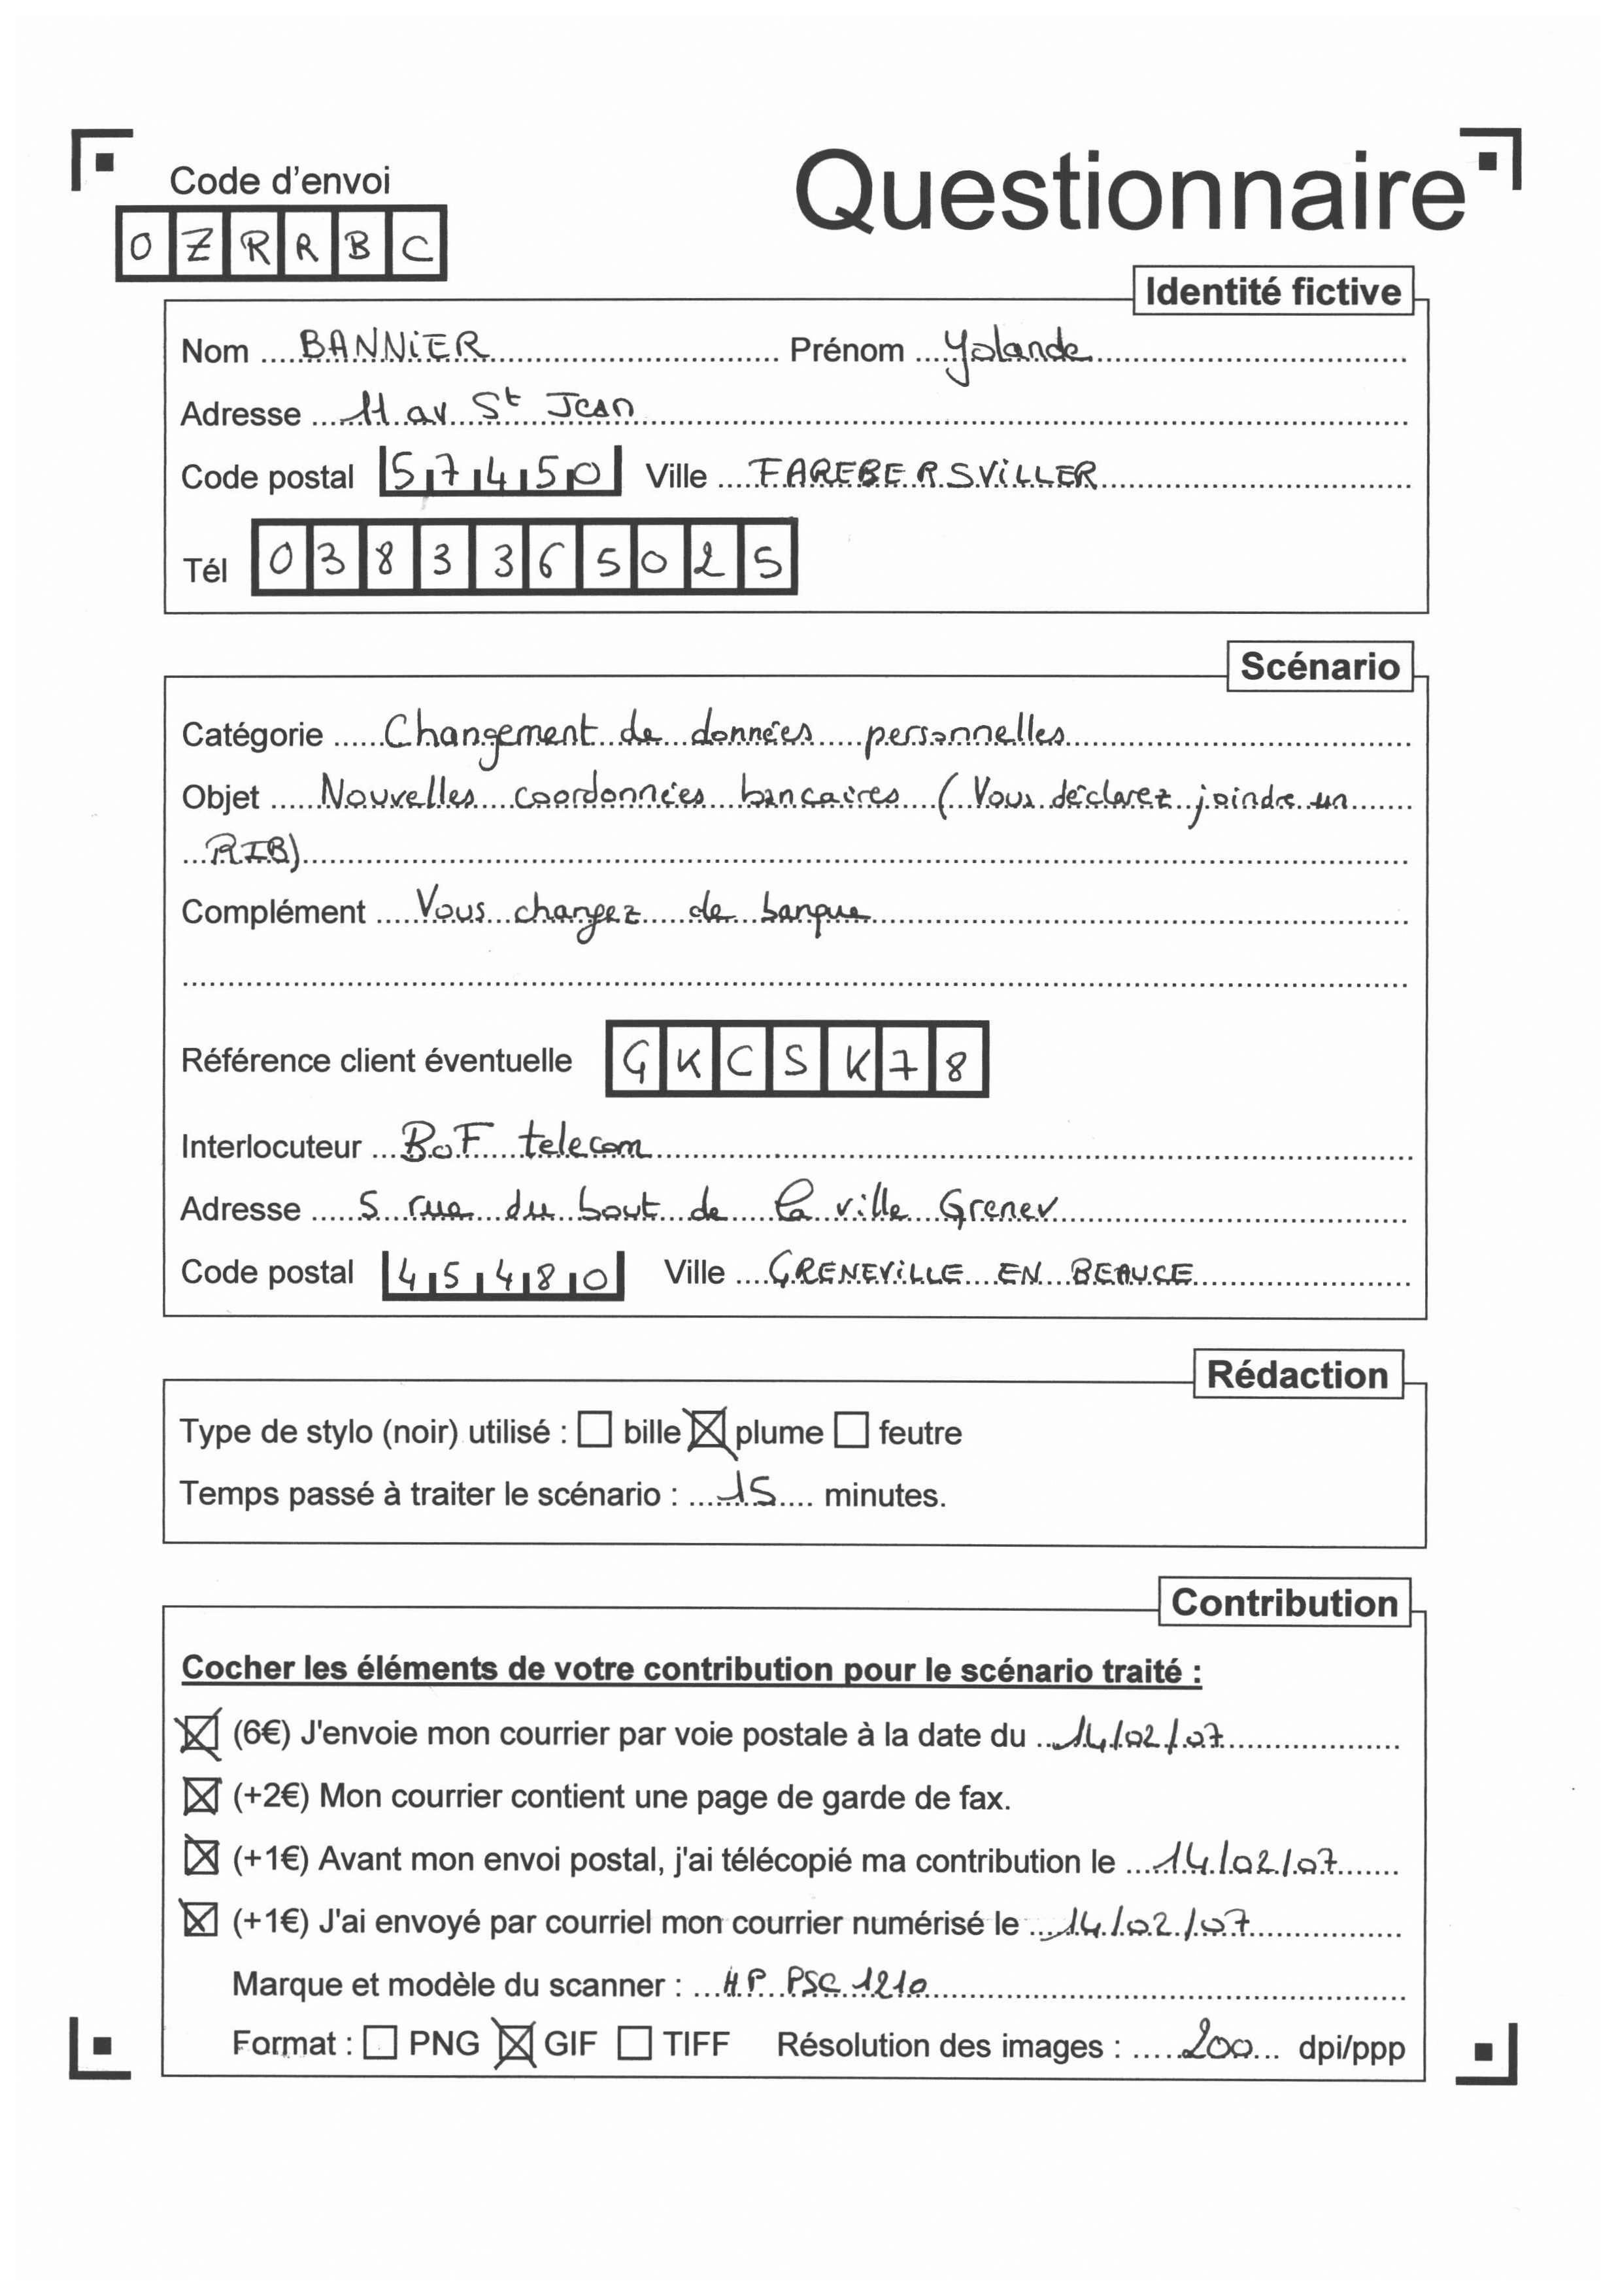 Code d'envoi
Questionnaire
O Z R R B C
Identité fictive
Nom BANNiER Prénom Yolande
Adresse 11 av St Jean
Code postal 57450 Ville FAREBERSViLLER
Tél 0383365025
Scénario
Catégorie Changement de données personnelles
Objet Nouvelles coordonnées bancaires (Vous déclarez joindre un
RIB)
Complément Vous changez de banque
Référence client éventuelle GKCSK78
Interlocuteur BoF telecom
Adresse 5 rue du bout de la ville Grenev
Code postal 45480 Ville GRENEViLLE EN BEAUCE
Rédaction
Type de stylo (noir) utilisé : ☐ bille ☒ plume ☐ feutre
Temps passé à traiter le scénario : 15 minutes.
Contribution
Cocher les éléments de votre contribution pour le scénario traité :
☒ (6€) J'envoie mon courrier par voie postale à la date du 14/02/07
☒ (+2€) Mon courrier contient une page de garde de fax.
☒ (+1€) Avant mon envoi postal, j'ai télécopié ma contribution le 14/02/07
☒ (+1€) J'ai envoyé par courriel mon courrier numérisé le 14/02/07
Marque et modèle du scanner : HP PSC 1210
Format : ☐ PNG ☒ GIF ☐ TIFF Résolution des images : 200 dpi/ppp